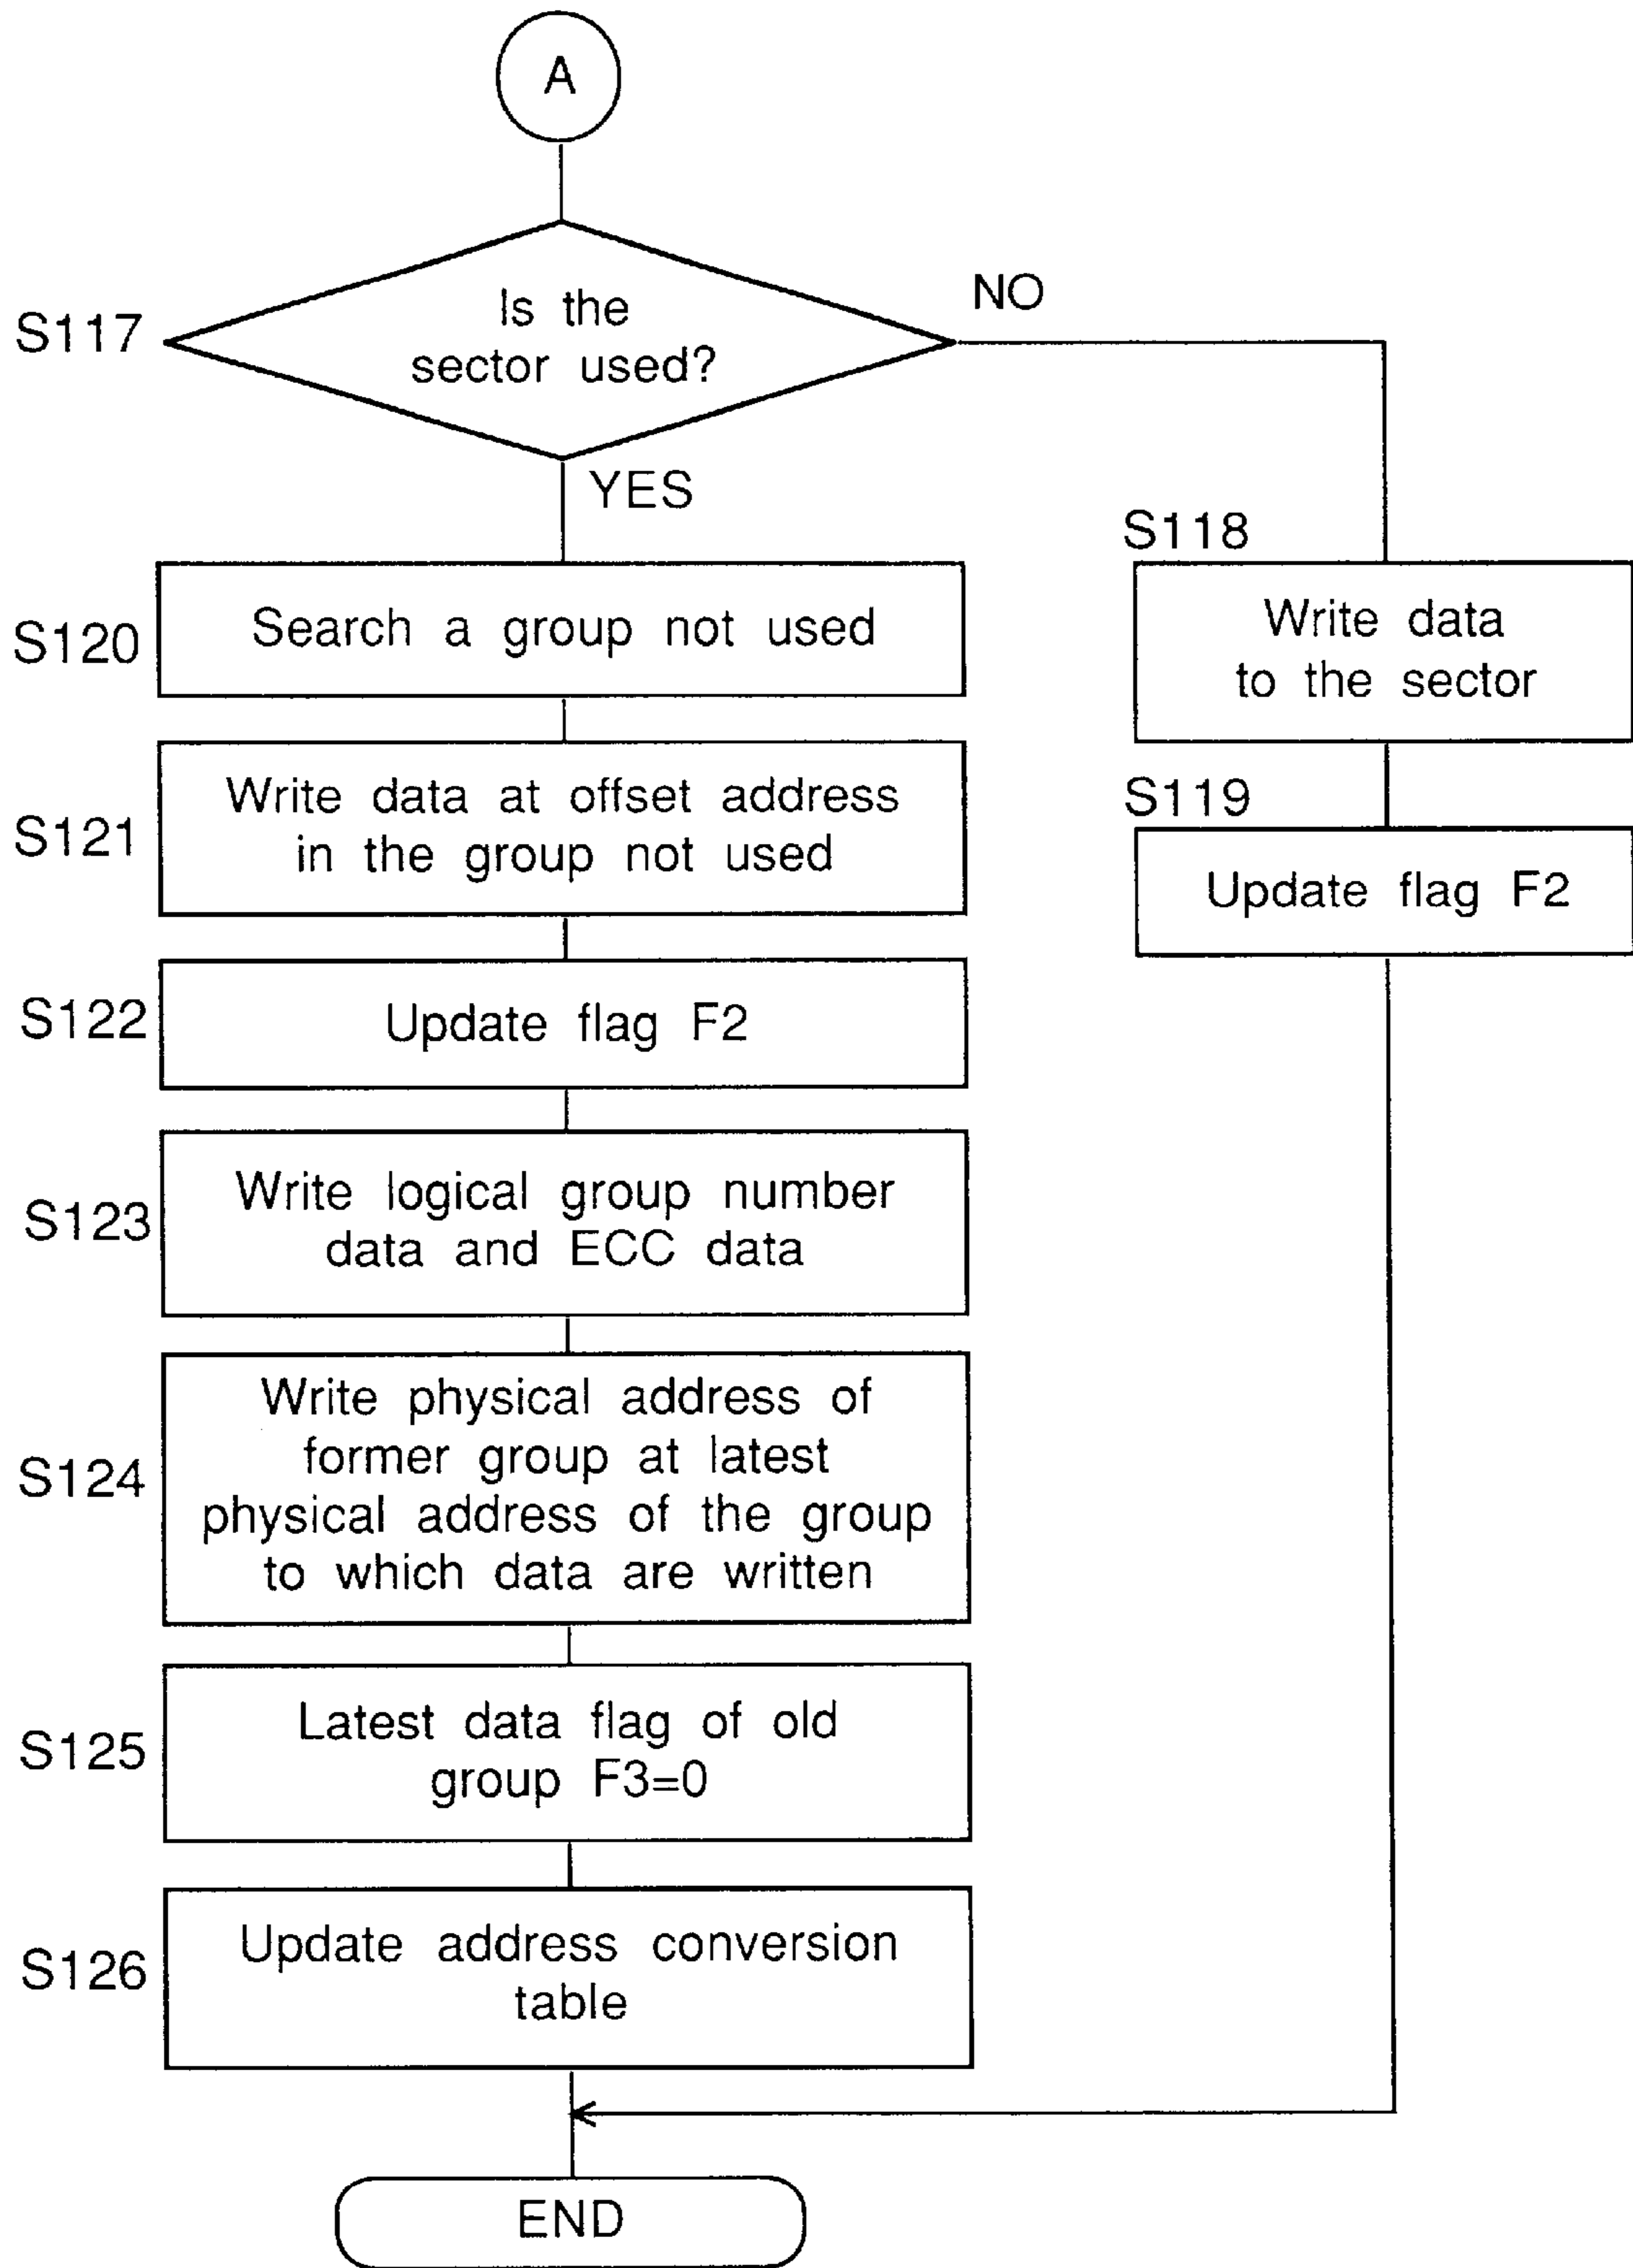 A
S117
Is the
sector used?
NO
YES
S118
Write data
to the sector
S119
Update flag F2
S120
Search a group not used
S121
Write data at offset address
in the group not used
S122
Update flag F2
S123
Write logical group number
data and ECC data
S124
Write physical address of
former group at latest
physical address of the group
to which data are written
S125
Latest data flag of old
group F3=0
S126
Update address conversion
table
END